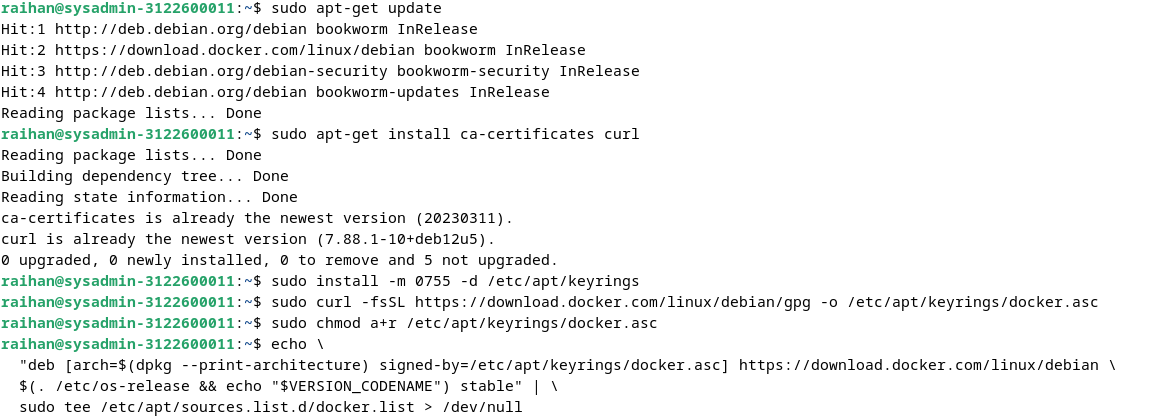 raihan@sysadmin-3122600011:~$ sudo apt-get update
Hit:1 http://deb.debian.org/debian bookworm InRelease
Hit:2 https://download.docker.com/linux/debian bookworm InRelease
Hit:3 http://deb.debian.org/debian-security bookworm-security InRelease
Hit:4 http://deb.debian.org/debian bookworm-updates InRelease
Reading package lists... Done
raihan@sysadmin-3122600011:~$ sudo apt-get install ca-certificates curl
Reading package lists... Done
Building dependency tree... Done
Reading state information... Done
ca-certificates is already the newest version (20230311).
curl is already the newest version (7.88.1-10+deb12u5).
0 upgraded, 0 newly installed, 0 to remove and 5 not upgraded.
raihan@sysadmin-3122600011:~$ sudo install -m 0755 -d /etc/apt/keyrings
raihan@sysadmin-3122600011:~$ sudo curl -fsSL https://download.docker.com/linux/debian/gpg -o /etc/apt/keyrings/docker.asc
raihan@sysadmin-3122600011:~$ sudo chmod a+r /etc/apt/keyrings/docker.asc
raihan@sysadmin-3122600011:~$ echo \
  "deb [arch=$(dpkg --print-architecture) signed-by=/etc/apt/keyrings/docker.asc] https://download.docker.com/linux/debian \
  $(. /etc/os-release && echo "$VERSION_CODENAME") stable" | \
  sudo tee /etc/apt/sources.list.d/docker.list > /dev/null